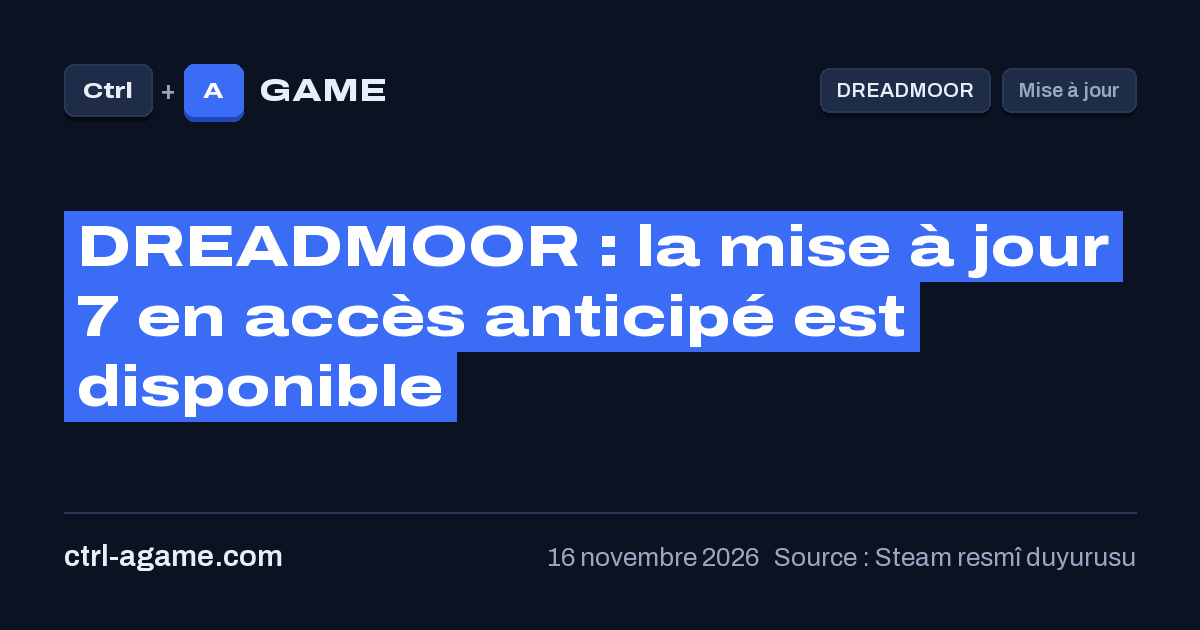 Ctrl + A GAME
DREADMOOR
Mise à jour
DREADMOOR : la mise à jour
7 en accès anticipé est
disponible
ctrl-agame.com
16 novembre 2026 Source : Steam resmî duyurusu